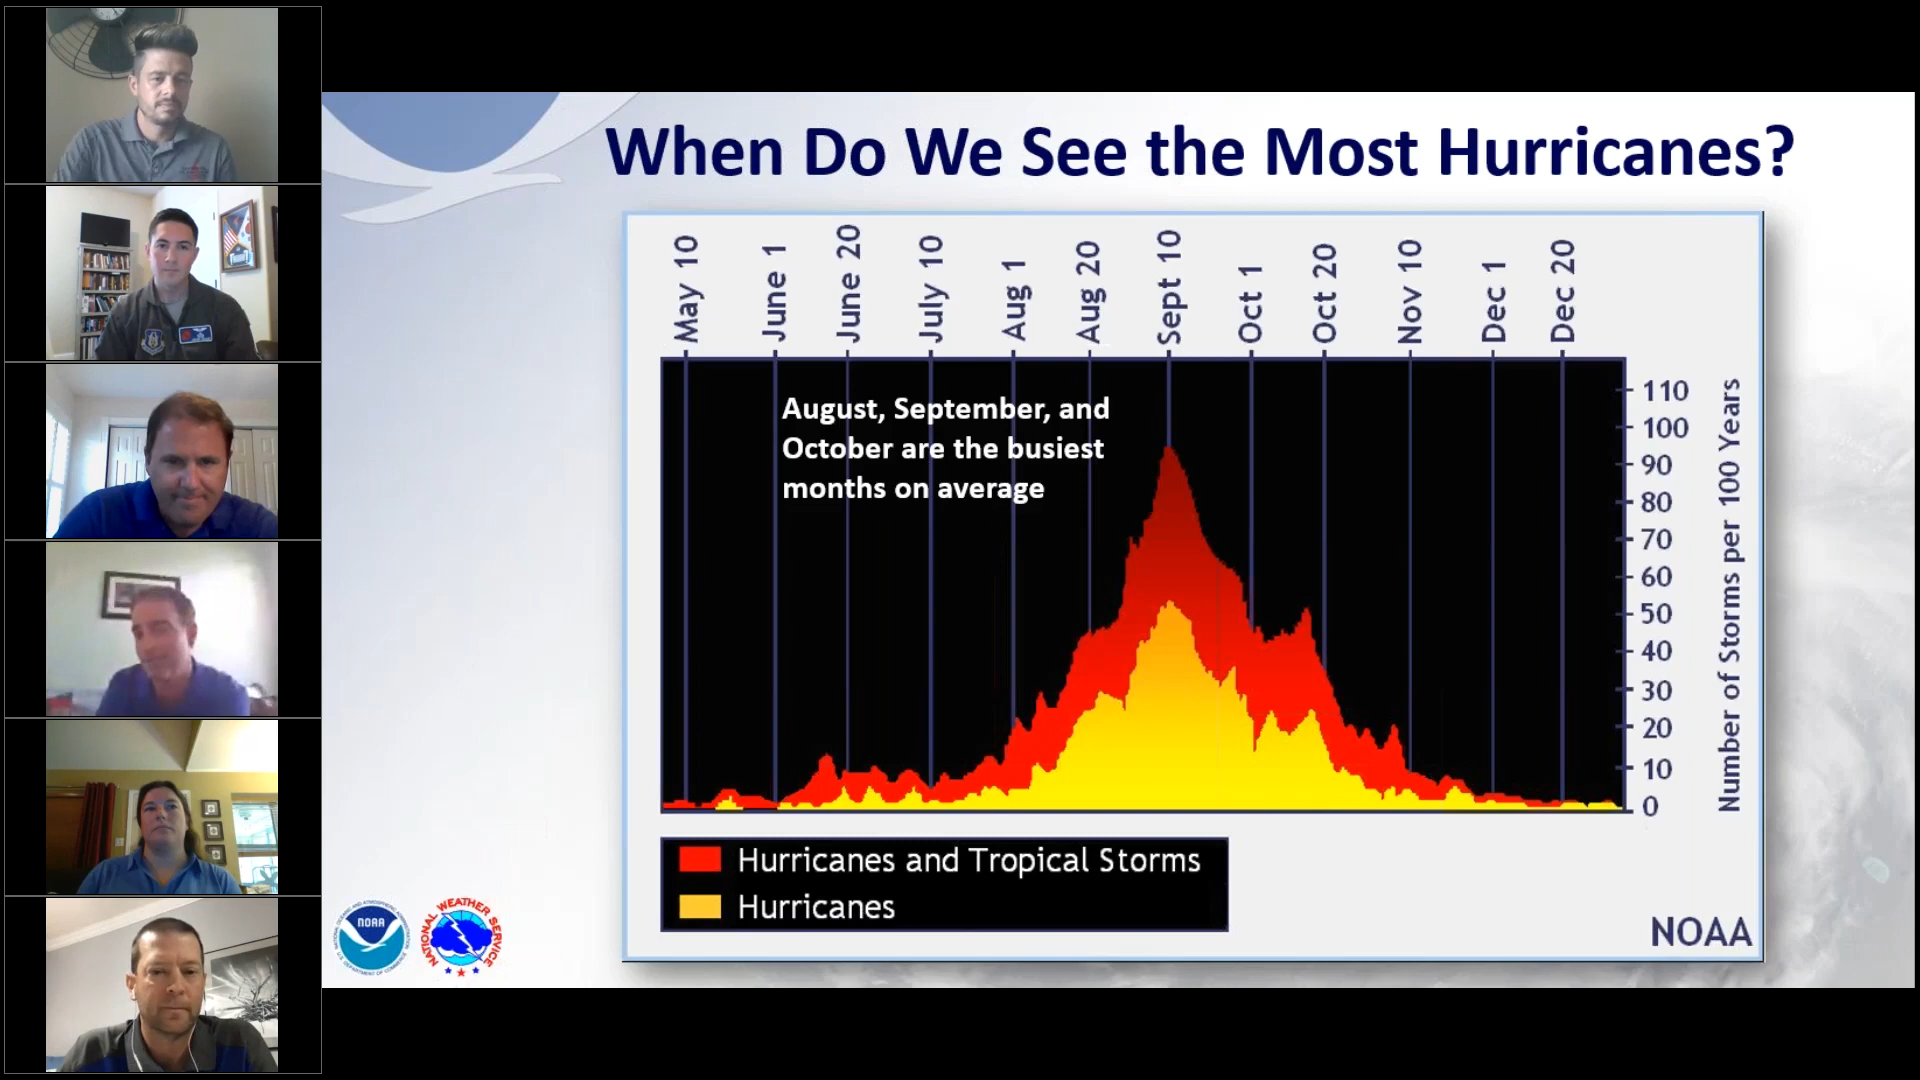 When Do We See the Most Hurricanes?
May 10
June 1
June 20
July 10
Aug 1
Aug 20
Sept 10
Oct 1
Oct 20
Nov 10
Dec 1
Dec 20
August, September, and
October are the busiest
months on average
110
100
90
80
70
60
50
40
30
20
10
0
Number of Storms per 100 Years
Hurricanes and Tropical Storms
Hurricanes
NOAA
NOAA
NATIONAL WEATHER SERVICE